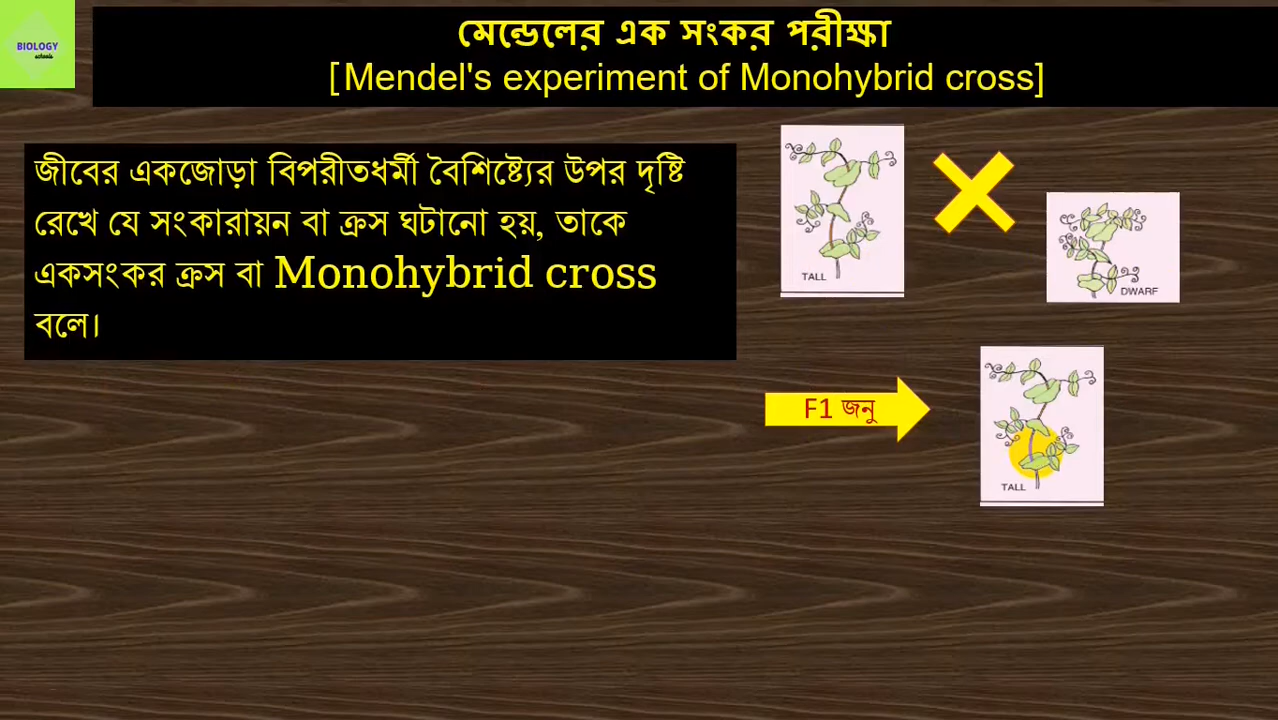 BIOLOGY
schools
মেন্ডেলের এক সংকর পরীক্ষা
[Mendel's experiment of Monohybrid cross]
জীবের একজোড়া বিপরীতধর্মী বৈশিষ্ট্যের উপর দৃষ্টি
রেখে যে সংকারায়ন বা ক্রস ঘটানো হয়, তাকে
একসংকর ক্রস বা Monohybrid cross
বলে।
TALL
DWARF
F1 জনু
TALL